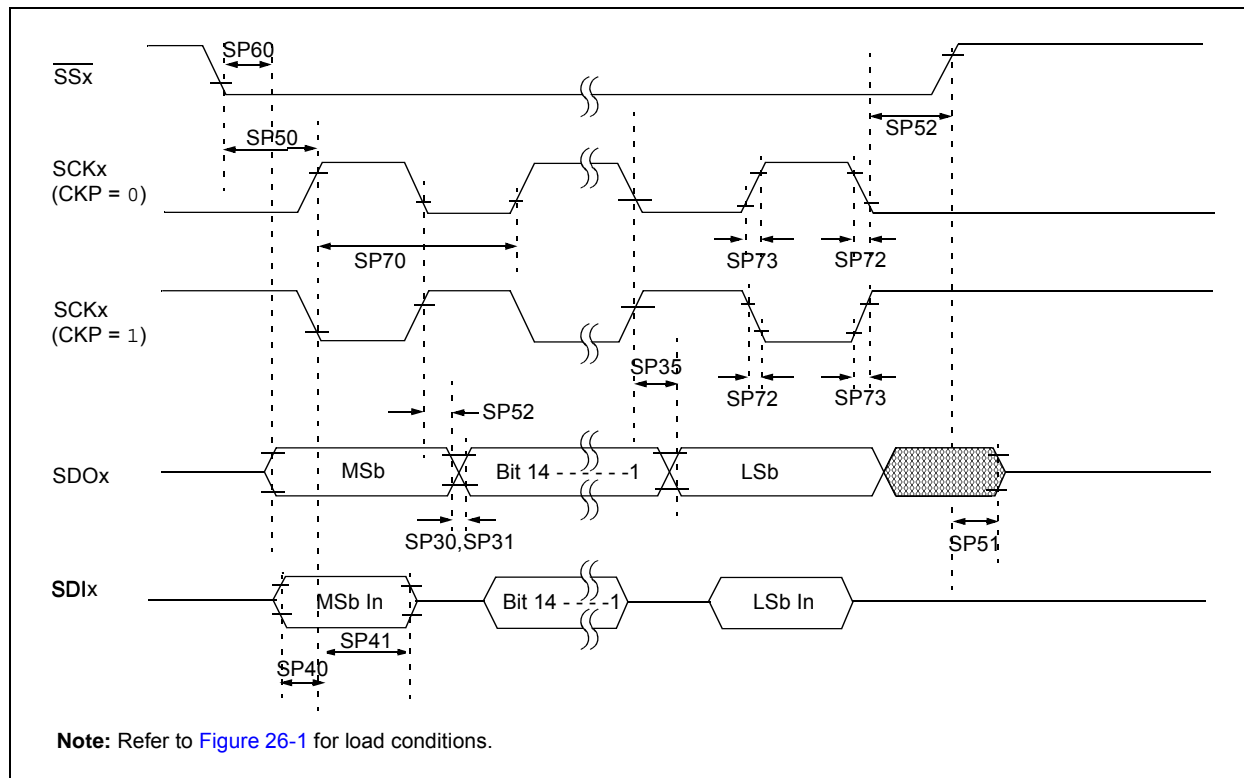 SP60
SSx
SP50
SP52
SCKx
(CKP = 0)
SP70
SP73
SP72
SCKx
(CKP = 1)
SP35
SP72
SP73
SP52
SDOx
MSb
Bit 14 - - - - - -1
LSb
SP30,SP31
SP51
SDIx
MSb In
Bit 14 - - - - -1
LSb In
SP41
SP40
Note: Refer to Figure 26-1 for load conditions.